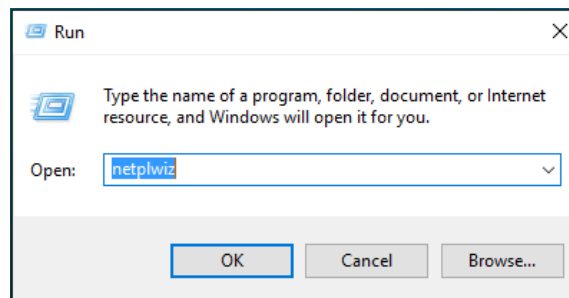 Run
Type the name of a program, folder, document, or Internet
resource, and Windows will open it for you.
Open: netplwiz
OK Cancel Browse...